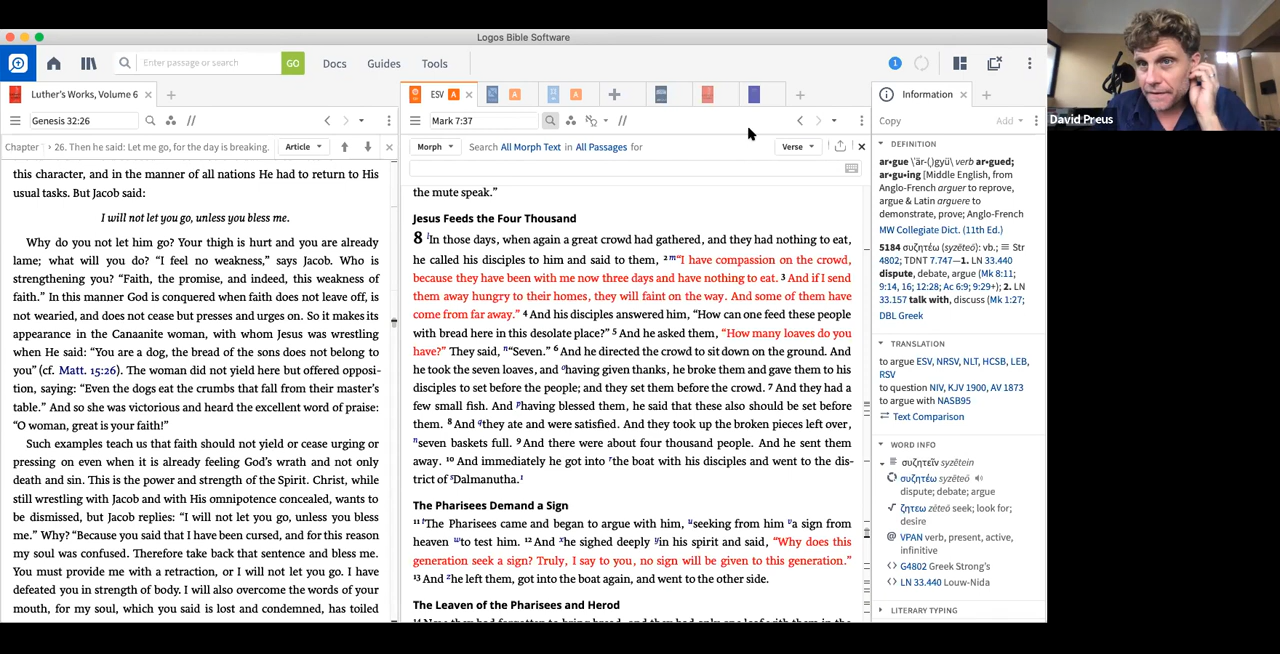 Logos Bible Software
Enter passage or search
GO
Docs
Guides
Tools
1
Luther's Works, Volume 6
Genesis 32:26
Chapter
26. Then he said: Let me go, for the day is breaking.
Article
this character, and in the manner of all nations He had to return to His
usual tasks. But Jacob said:
I will not let you go, unless you bless me.
Why do you not let him go? Your thigh is hurt and you are already
lame; what will you do? “I feel no weakness,” says Jacob. Who is
strengthening you? “Faith, the promise, and indeed, this weakness of
faith.” In this manner God is conquered when faith does not leave off, is
not wearied, and does not cease but presses and urges on. So it makes its
appearance in the Canaanite woman, with whom Jesus was wrestling
when He said: “You are a dog, the bread of the sons does not belong to
you” (cf. Matt. 15:26). The woman did not yield here but offered opposi-
tion, saying: “Even the dogs eat the crumbs that fall from their master's
table.” And so she was victorious and heard the excellent word of praise:
“O woman, great is your faith!”
Such examples teach us that faith should not yield or cease urging or
pressing on even when it is already feeling God's wrath and not only
death and sin. This is the power and strength of the Spirit. Christ, while
still wrestling with Jacob and with His omnipotence concealed, wants to
be dismissed, but Jacob replies: “I will not let you go, unless you bless
me.” Why? “Because you said that I have been cursed, and for this reason
my soul was confused. Therefore take back that sentence and bless me.
You must provide me with a retraction, or I will not let you go. I have
defeated you in strength of body. I will also overcome the words of your
mouth, for my soul, which you said is lost and condemned, has toiled
ESV A
A
A
Mark 7:37
Morph
Search All Morph Text in All Passages for
Verse
the mute speak.”
Jesus Feeds the Four Thousand
8 l In those days, when again a great crowd had gathered, and they had nothing to eat,
he called his disciples to him and said to them, 2 m “I have compassion on the crowd,
because they have been with me now three days and have nothing to eat. 3 And if I send
them away hungry to their homes, they will faint on the way. And some of them have
come from far away.” 4 And his disciples answered him, “How can one feed these people
with bread here in this desolate place?” 5 And he asked them, “How many loaves do you
have?” They said, n “Seven.” 6 And he directed the crowd to sit down on the ground. And
he took the seven loaves, and o having given thanks, he broke them and gave them to his
disciples to set before the people; and they set them before the crowd. 7 And they had a
few small fish. And p having blessed them, he said that these also should be set before
them. 8 And q they ate and were satisfied. And they took up the broken pieces left over,
n seven baskets full. 9 And there were about four thousand people. And he sent them
away. 10 And immediately he got into r the boat with his disciples and went to the dis-
trict of s Dalmanutha. 1
The Pharisees Demand a Sign
11 t The Pharisees came and began to argue with him, u seeking from him v a sign from
heaven w to test him. 12 And x he sighed deeply y in his spirit and said, “Why does this
generation seek a sign? Truly, I say to you, no sign will be given to this generation.”
13 And z he left them, got into the boat again, and went to the other side.
The Leaven of the Pharisees and Herod
Information
Copy
Add
DEFINITION
ar•gue \ˈär-(ˌ)gyü\ verb ar•gued;
ar•gu•ing [Middle English, from
Anglo-French arguer to reprove,
argue & Latin arguere to
demonstrate, prove; Anglo-French
MW Collegiate Dict. (11th Ed.)
5184 συζητέω (syzēteō): vb.; ≡ Str
4802; TDNT 7.747—1. LN 33.440
dispute, debate, argue (Mk 8:11;
9:14, 16; 12:28; Ac 6:9; 9:29+); 2. LN
33.157 talk with, discuss (Mk 1:27;
DBL Greek
TRANSLATION
to argue ESV, NRSV, NLT, HCSB, LEB,
RSV
to question NIV, KJV 1900, AV 1873
to argue with NASB95
Text Comparison
WORD INFO
συζητεῖν syzētein
συζητέω syzēteō
dispute; debate; argue
ζητεω zēteō seek; look for;
desire
@ VPAN verb, present, active,
infinitive
G4802 Greek Strong's
LN 33.440 Louw-Nida
LITERARY TYPING
David Preus